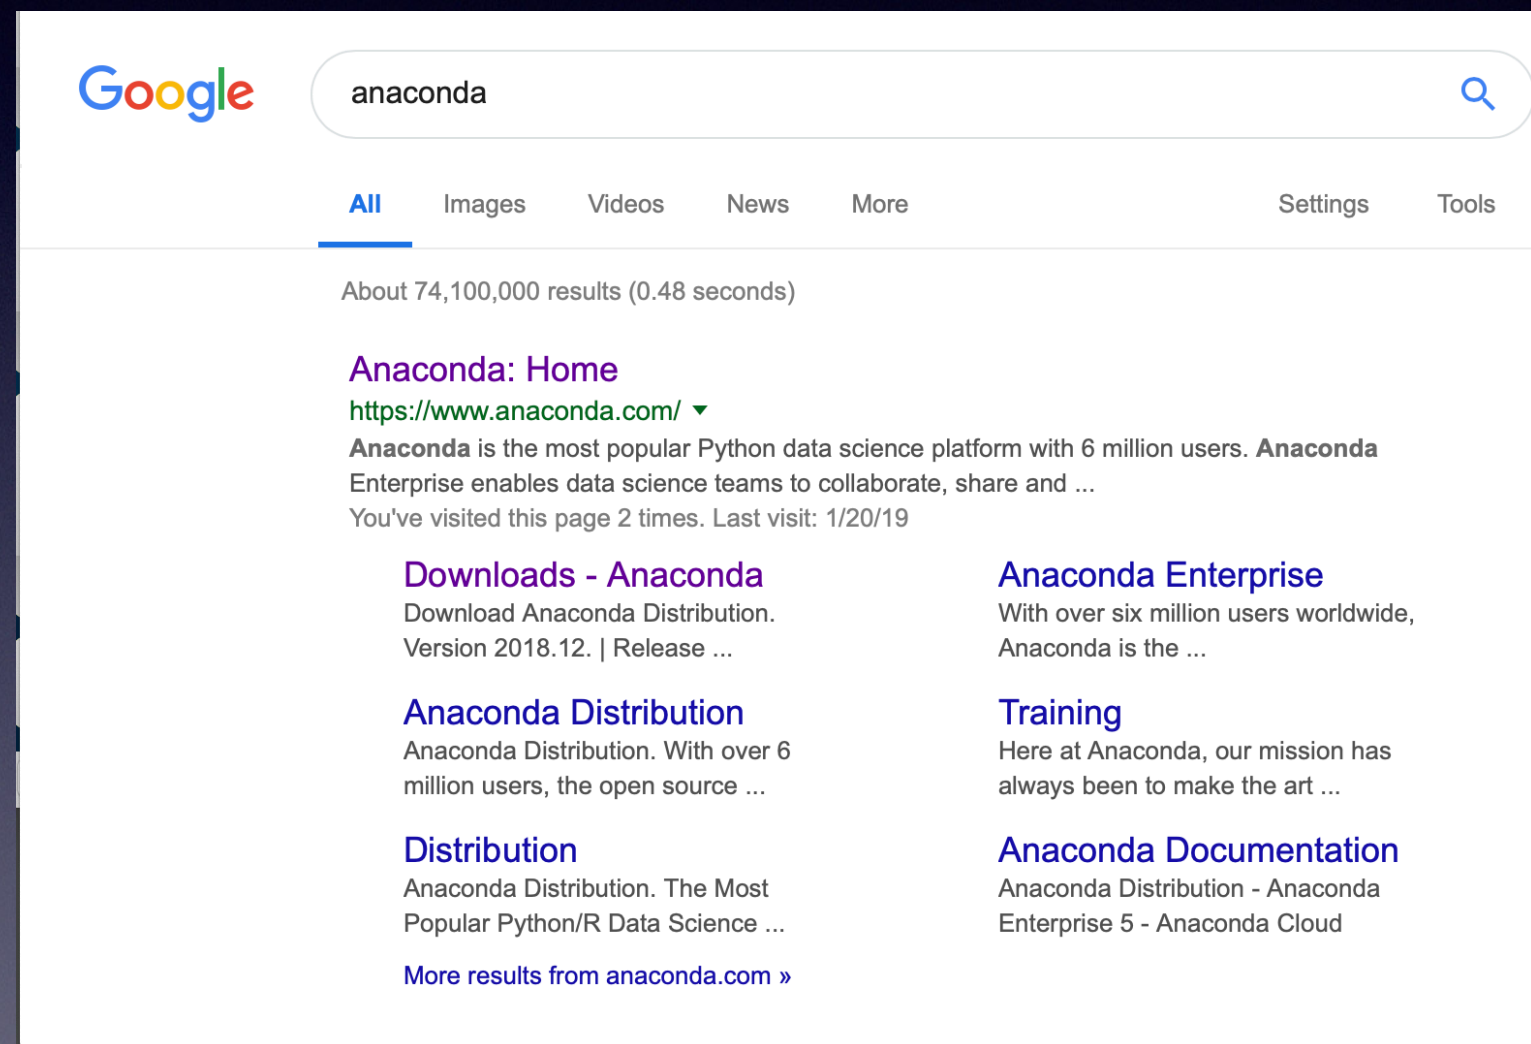 Google
anaconda
All Images Videos News More Settings Tools
About 74,100,000 results (0.48 seconds)
Anaconda: Home
https://www.anaconda.com/
Anaconda is the most popular Python data science platform with 6 million users. Anaconda
Enterprise enables data science teams to collaborate, share and ...
You've visited this page 2 times. Last visit: 1/20/19
Downloads - Anaconda
Download Anaconda Distribution.
Version 2018.12. | Release ...
Anaconda Enterprise
With over six million users worldwide,
Anaconda is the ...
Anaconda Distribution
Anaconda Distribution. With over 6
million users, the open source ...
Training
Here at Anaconda, our mission has
always been to make the art ...
Distribution
Anaconda Distribution. The Most
Popular Python/R Data Science ...
Anaconda Documentation
Anaconda Distribution - Anaconda
Enterprise 5 - Anaconda Cloud
More results from anaconda.com »